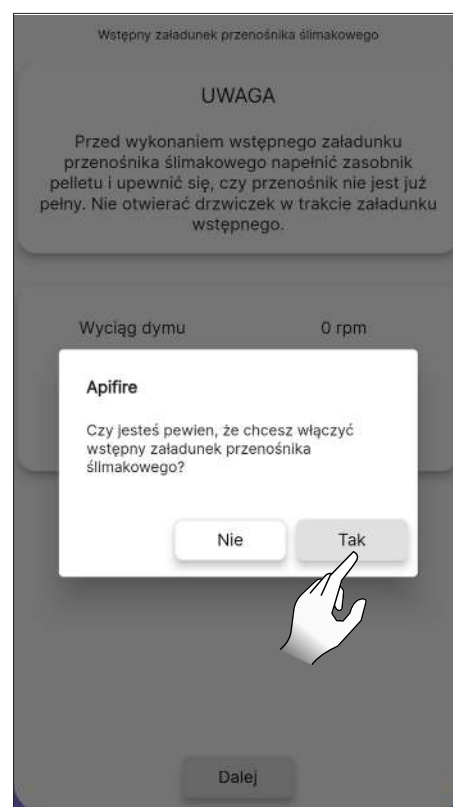 Wstępny załadunek przenośnika ślimakowego
UWAGA
Przed wykonaniem wstępnego załadunku
przenośnika ślimakowego napełnić zasobnik
pelletu i upewnić się, czy przenośnik nie jest już
pełny. Nie otwierać drzwiczek w trakcie załadunku
wstępnego.
Wyciąg dymu 0 rpm
Apifire
Czy jesteś pewien, że chcesz włączyć
wstępny załadunek przenośnika
ślimakowego?
Nie Tak
Dalej